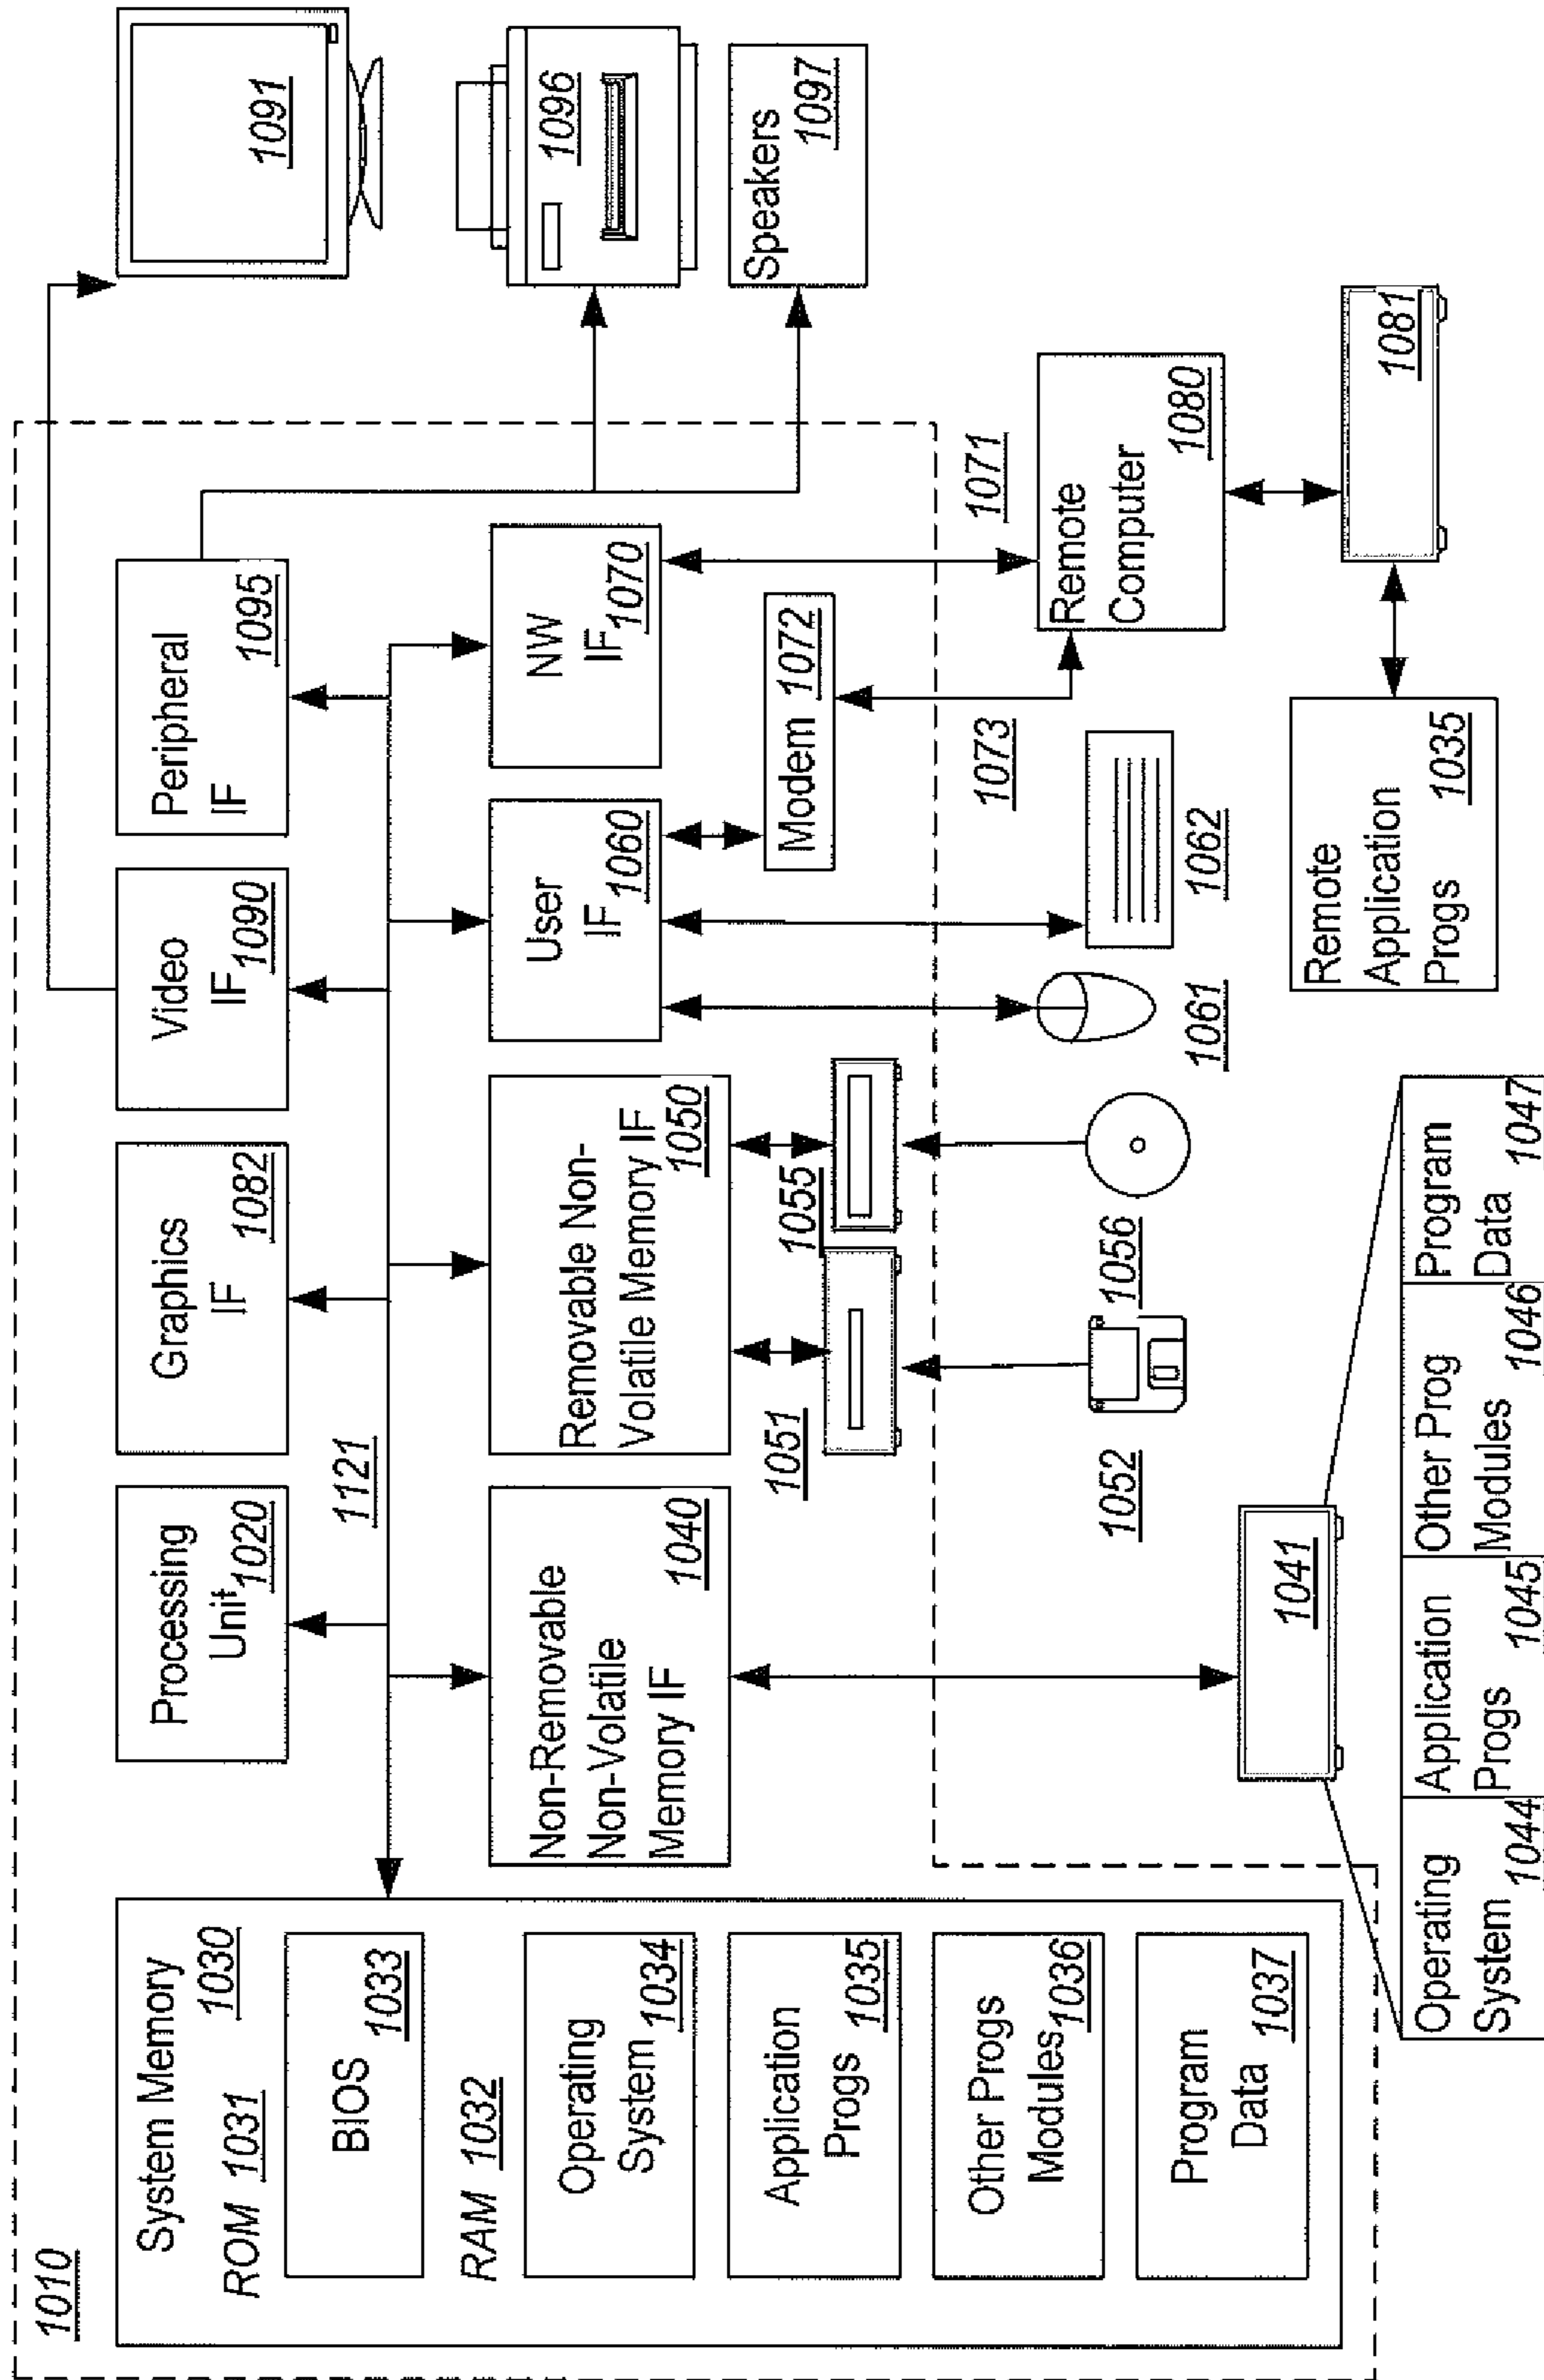 1010
System Memory
1030
ROM 1031
BIOS
1033
RAM 1032
Operating
System 1034
Application
Progs 1035
Other Progs
Modules 1036
Program
Data 1037
Processing
Unit 1020
Graphics
IF 1082
Video
IF 1090
Peripheral
IF 1095
1121
Non-Removable
Non-Volatile
Memory IF 1040
Removable Non-
Volatile Memory IF
1050
User
IF 1060
NW
IF 1070
1051
1055
Modem 1072
1052
1056
1061
1062
1073
1071
Remote
Computer
1080
1091
1096
Speakers
1097
1041
1081
Operating
System 1044
Application
Progs 1045
Other Prog
Modules 1046
Program
Data 1047
Remote
Application
Progs 1035